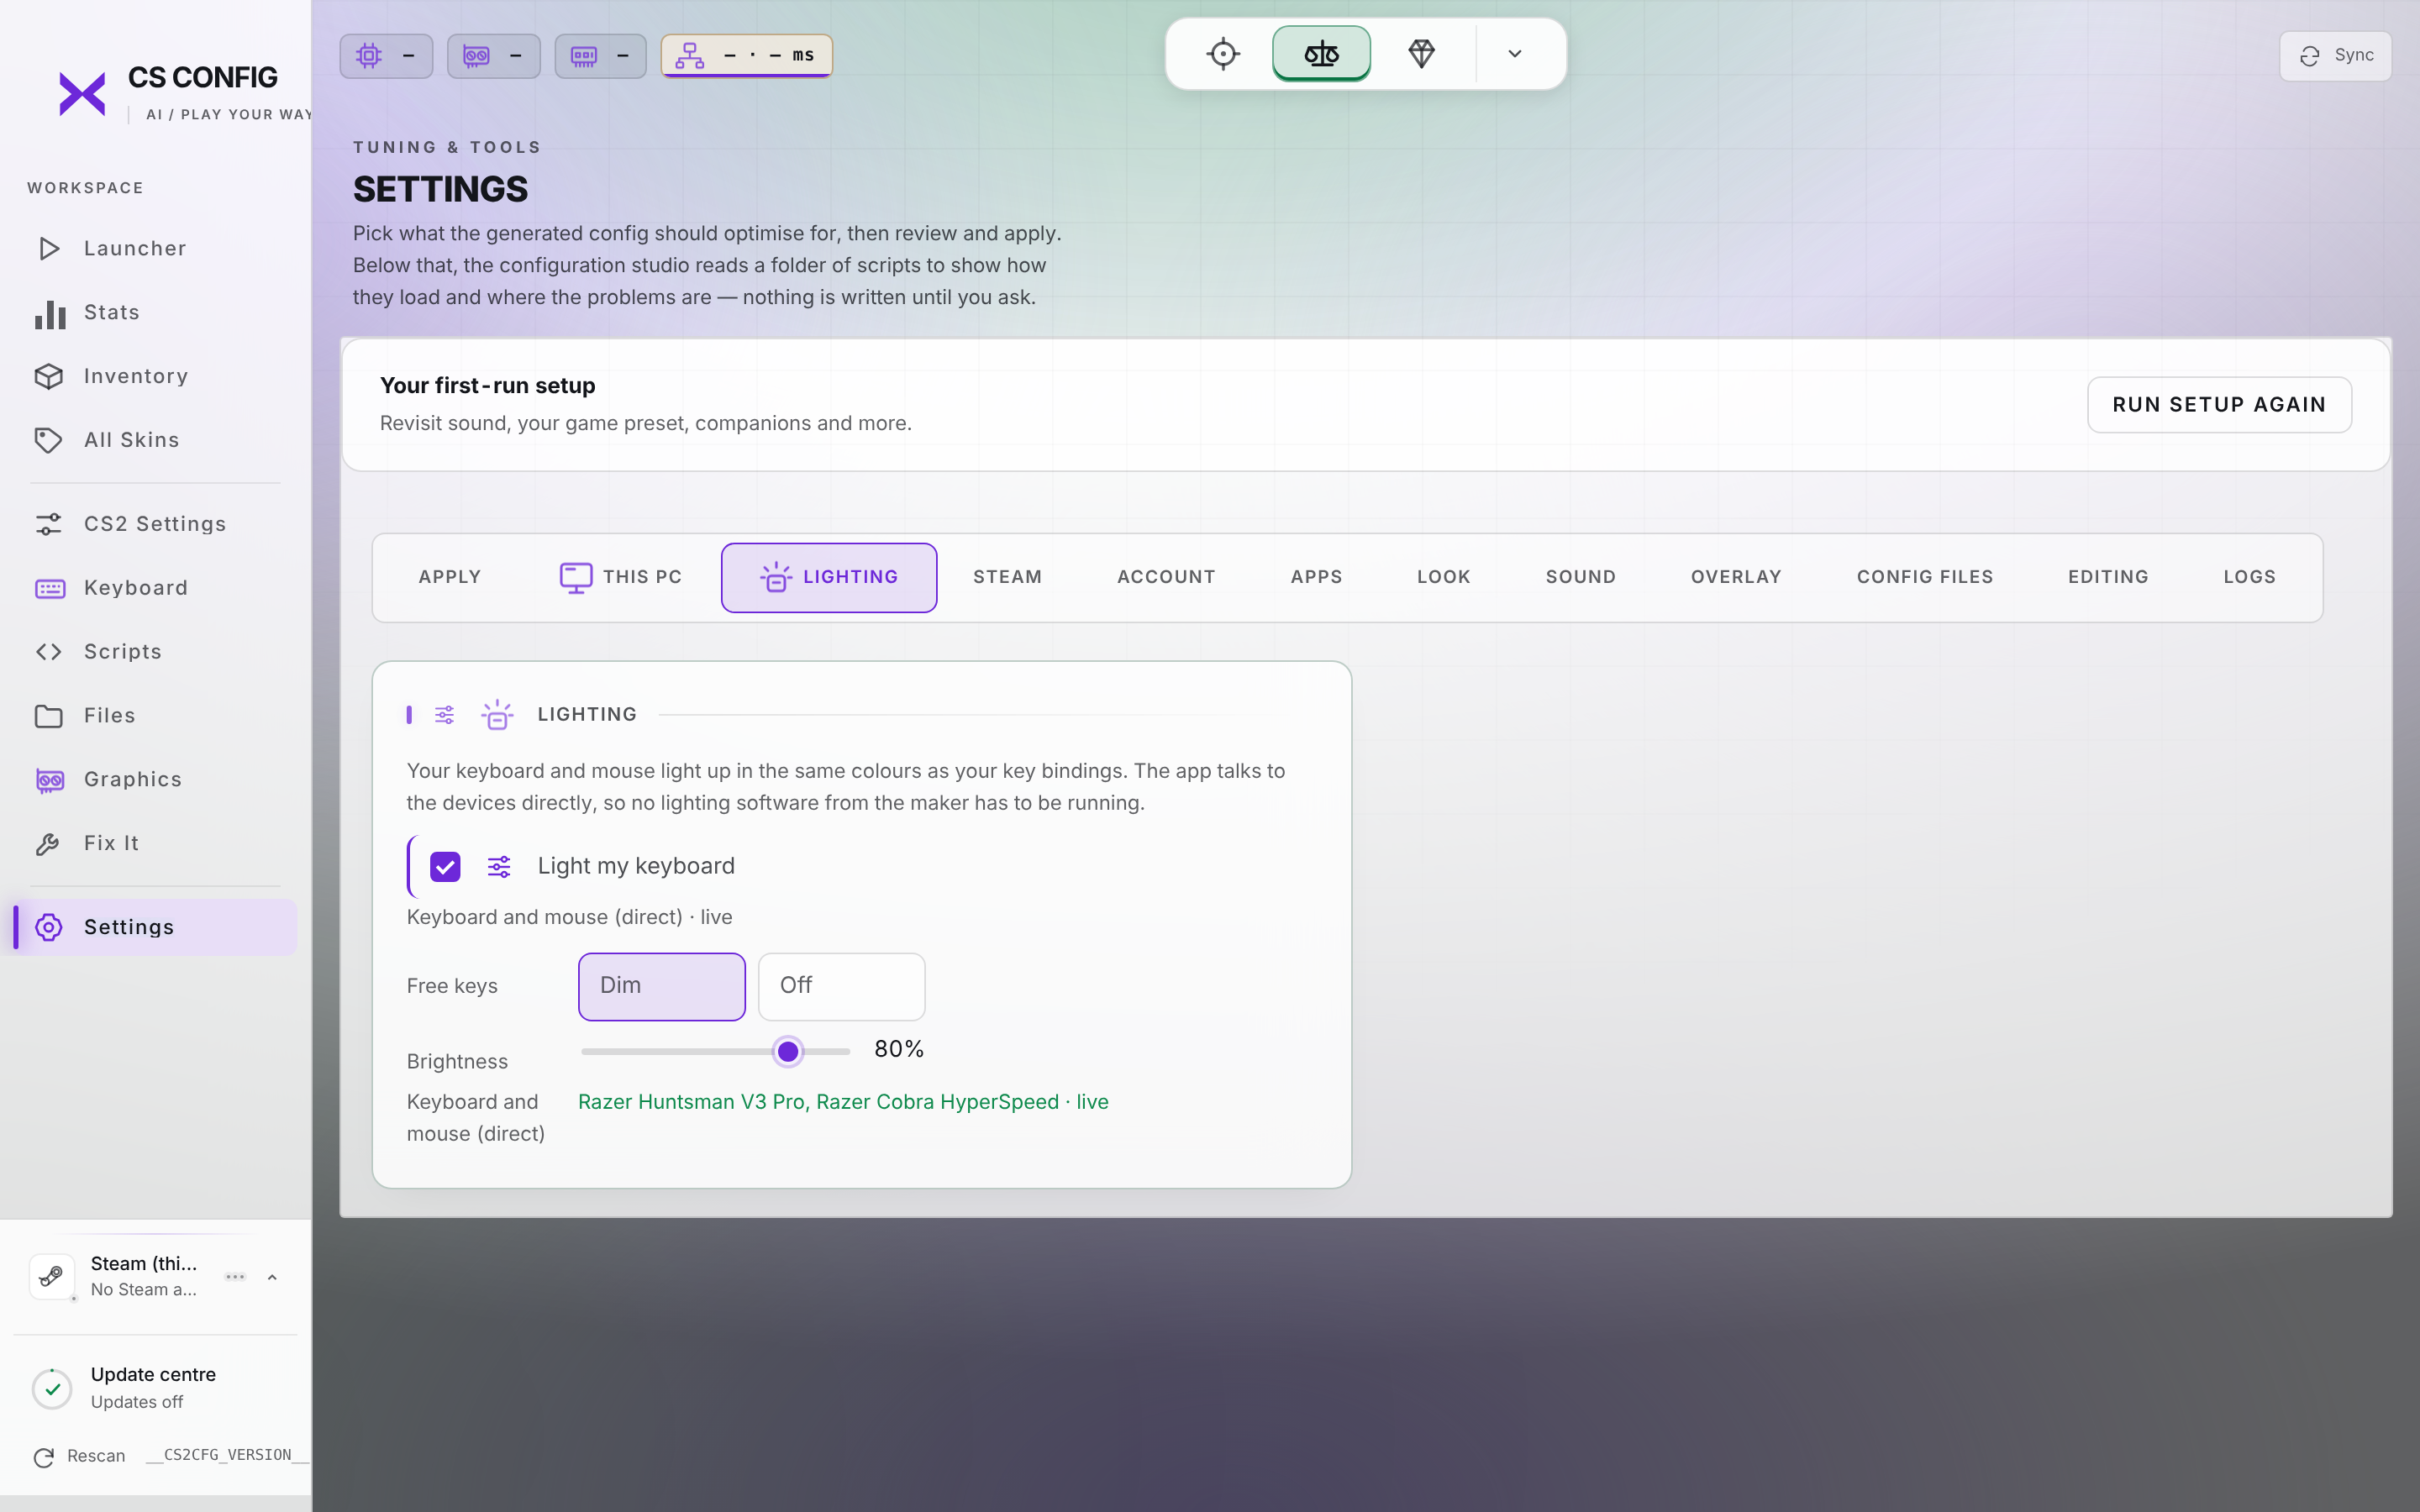 CS CONFIG
AI / PLAY YOUR WAY
WORKSPACE
Launcher
Stats
Inventory
All Skins
CS2 Settings
Keyboard
Scripts
Files
Graphics
Fix It
Settings
Steam (thi...
No Steam a...
Update centre
Updates off
Rescan __CS2CFG_VERSION__
– – – – · – ms
Sync
TUNING & TOOLS
SETTINGS
Pick what the generated config should optimise for, then review and apply.
Below that, the configuration studio reads a folder of scripts to show how
they load and where the problems are — nothing is written until you ask.
Your first-run setup
Revisit sound, your game preset, companions and more.
RUN SETUP AGAIN
APPLY THIS PC LIGHTING STEAM ACCOUNT APPS LOOK SOUND OVERLAY CONFIG FILES EDITING LOGS
LIGHTING
Your keyboard and mouse light up in the same colours as your key bindings. The app talks to
the devices directly, so no lighting software from the maker has to be running.
Light my keyboard
Keyboard and mouse (direct) · live
Free keys Dim Off
Brightness 80%
Keyboard and Razer Huntsman V3 Pro, Razer Cobra HyperSpeed · live
mouse (direct)